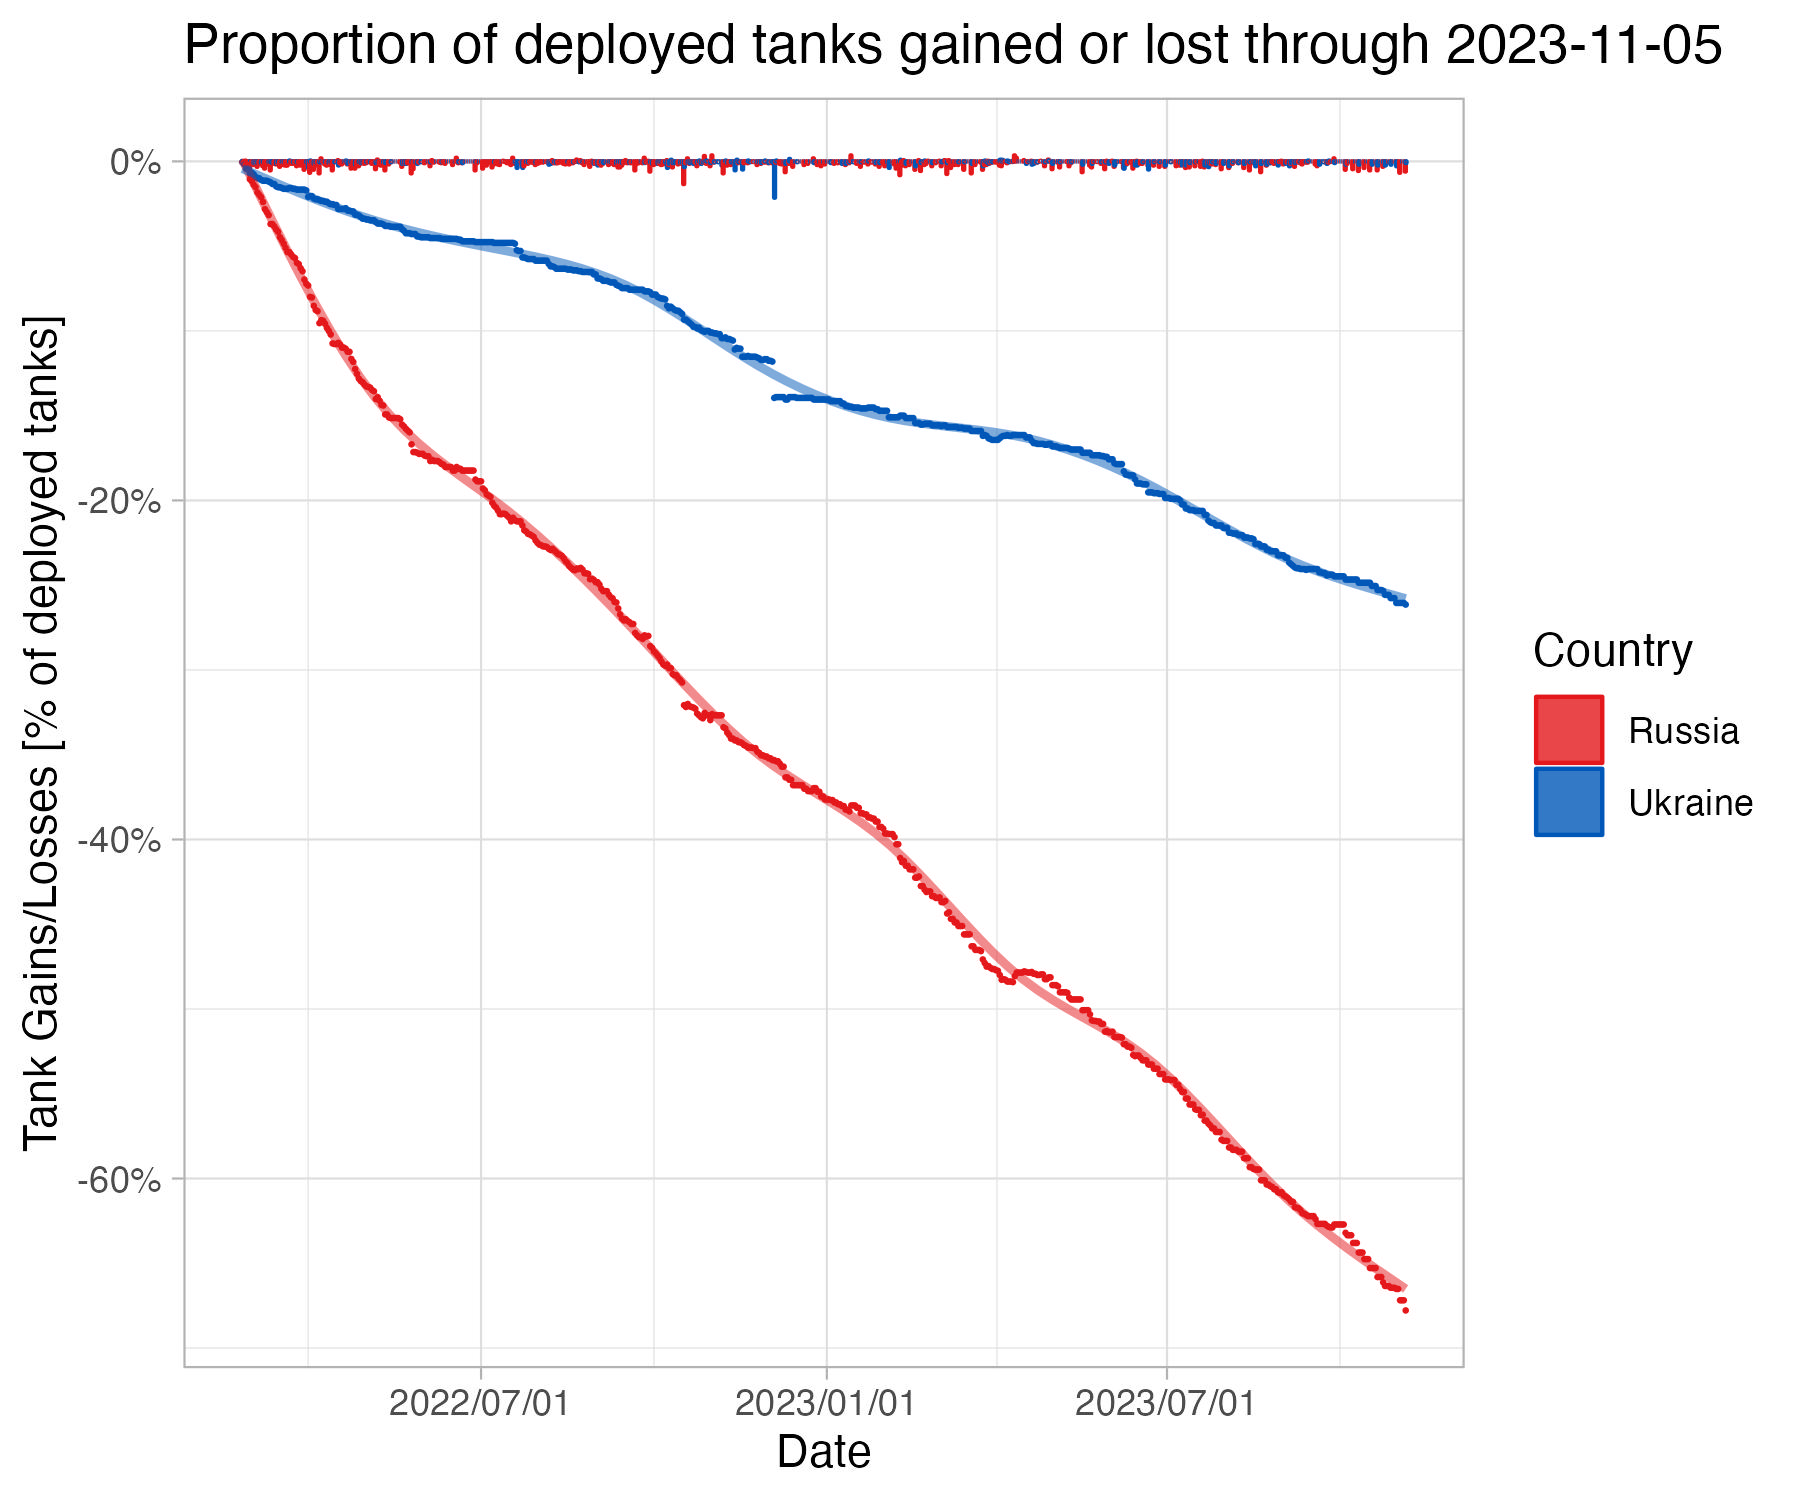 Proportion of deployed tanks gained or lost through 2023-11-05
Tank Gains/Losses [% of deployed tanks]
0%
-20%
-40%
-60%
2022/07/01
2023/01/01
2023/07/01
Date
Country
Russia
Ukraine